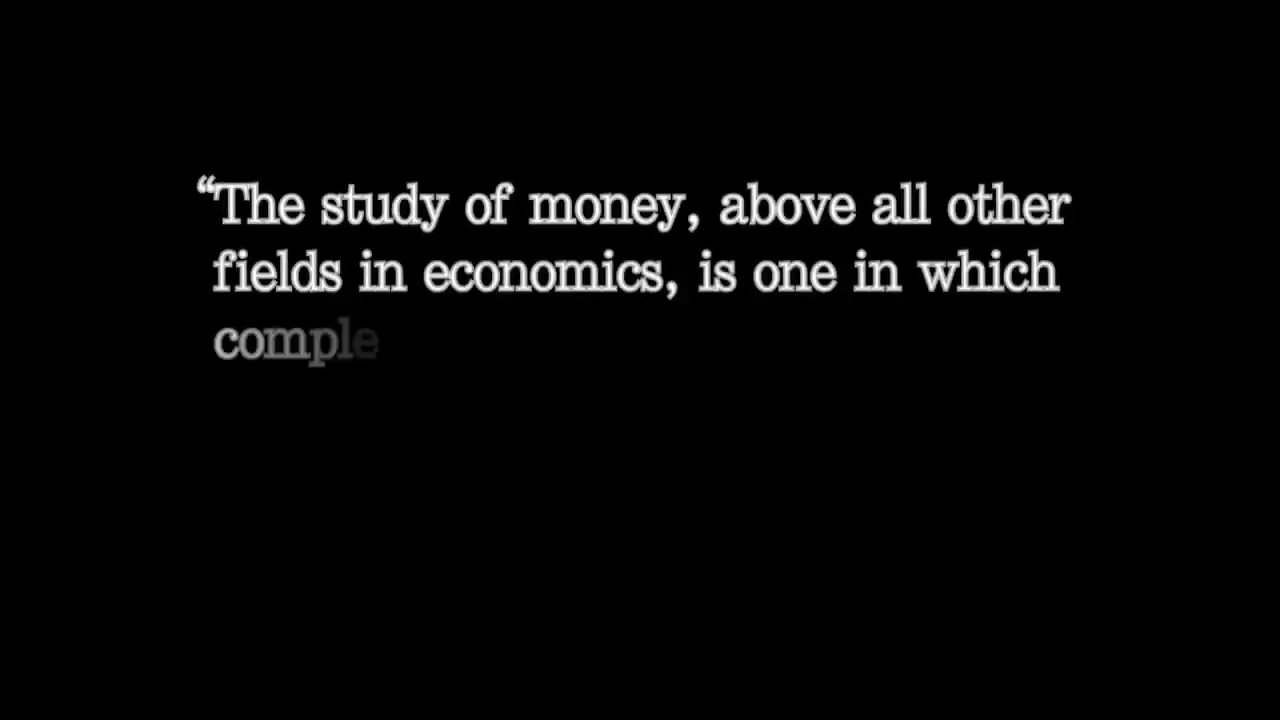 “The study of money, above all other
fields in economics, is one in which
comple